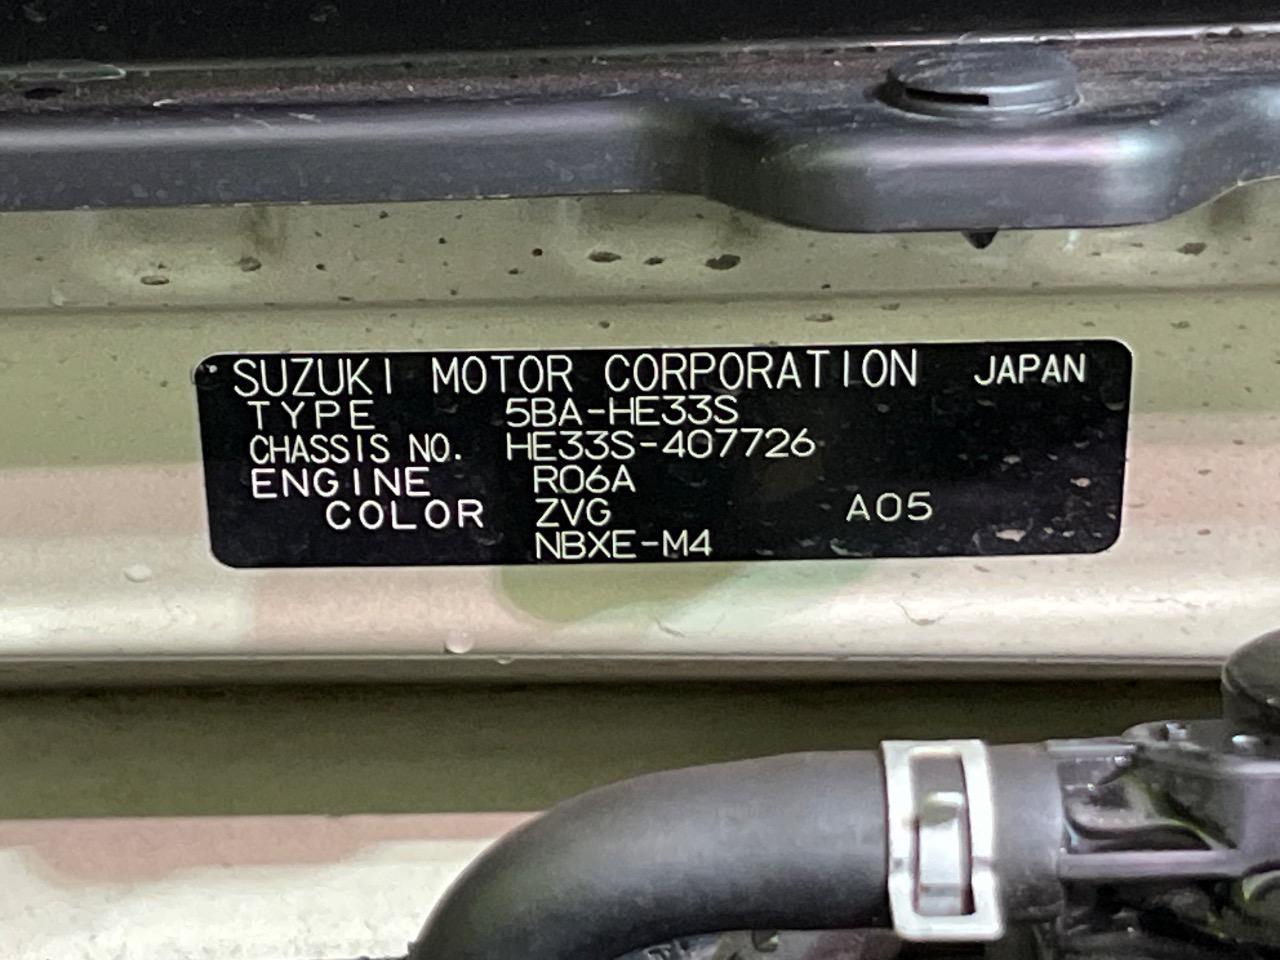 SUZUKI MOTOR CORPORATION JAPAN
TYPE 5BA-HE33S
CHASSIS NO. HE33S-407726
ENGINE R06A
COLOR ZVG A05
NBXE-M4